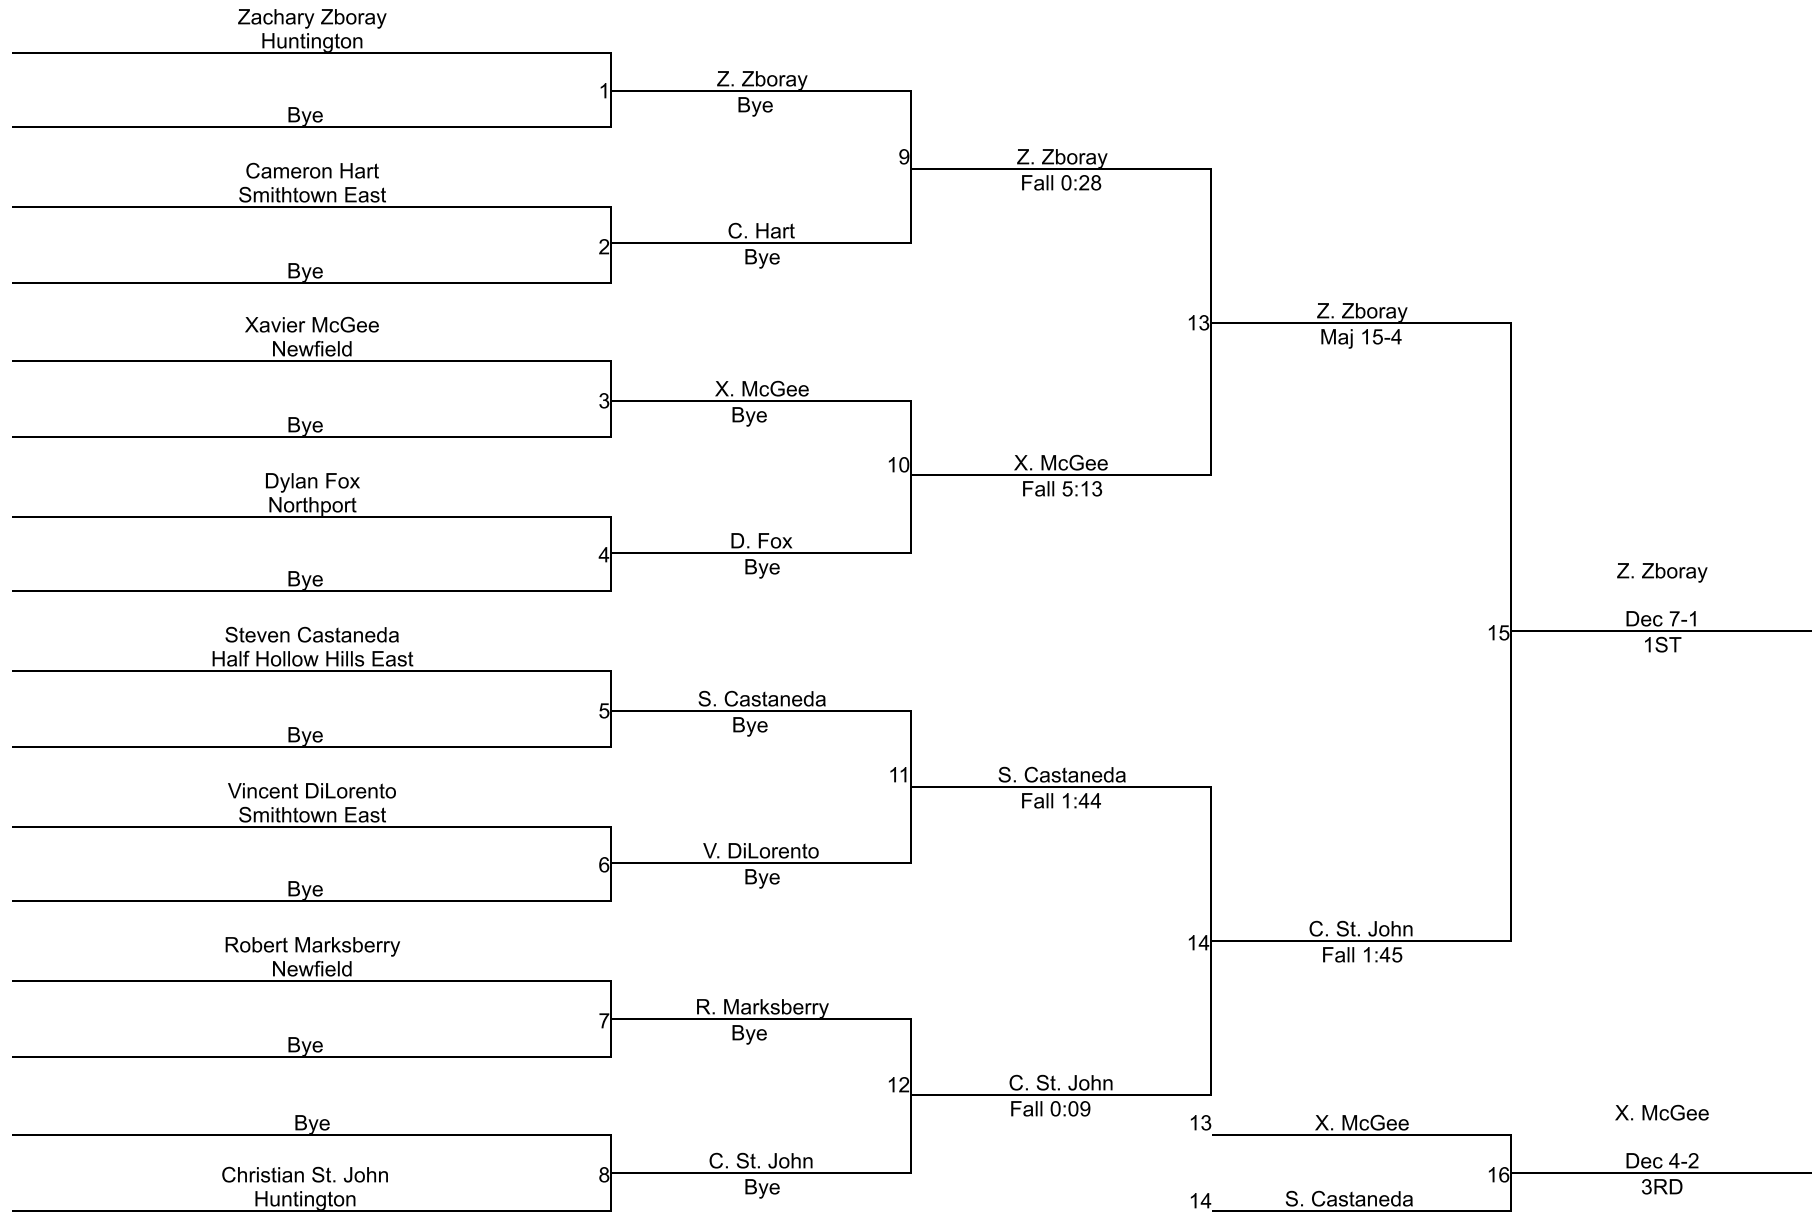 Zachary Zboray
Huntington
1
Bye
Z. Zboray
Bye
9
Cameron Hart
Smithtown East
2
Bye
C. Hart
Bye
Z. Zboray
Fall 0:28
13
Xavier McGee
Newfield
3
Bye
X. McGee
Bye
10
Dylan Fox
Northport
4
Bye
D. Fox
Bye
X. McGee
Fall 5:13
Z. Zboray
Maj 15-4
15
Steven Castaneda
Half Hollow Hills East
5
Bye
S. Castaneda
Bye
11
Vincent DiLorento
Smithtown East
6
Bye
V. DiLorento
Bye
S. Castaneda
Fall 1:44
14
Robert Marksberry
Newfield
7
Bye
R. Marksberry
Bye
12
Bye
8
Christian St. John
Huntington
C. St. John
Bye
C. St. John
Fall 0:09
C. St. John
Fall 1:45
Z. Zboray
Dec 7-1
1ST
13
X. McGee
16
14
S. Castaneda
X. McGee
Dec 4-2
3RD